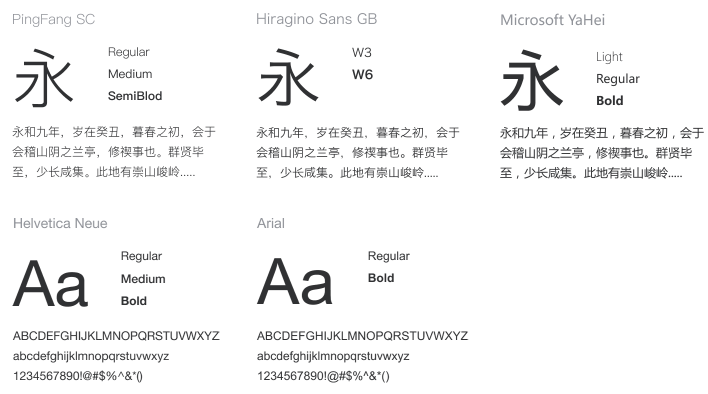 PingFang SC
永
Regular
Medium
SemiBlod
永和九年，岁在癸丑，暮春之初，会于
会稽山阴之兰亭，修禊事也。群贤毕
至，少长咸集。此地有崇山峻岭.....
Hiragino Sans GB
永
W3
W6
永和九年，岁在癸丑，暮春之初，会于
会稽山阴之兰亭，修禊事也。群贤毕
至，少长咸集。此地有崇山峻岭.....
Microsoft YaHei
永
Light
Regular
Bold
永和九年，岁在癸丑，暮春之初，会于
会稽山阴之兰亭，修禊事也。群贤毕
至，少长咸集。此地有崇山峻岭.....
Helvetica Neue
Aa
Regular
Medium
Bold
ABCDEFGHIJKLMNOPQRSTUVWXYZ
abcdefghijklmnopqrstuvwxyz
1234567890!@#$%^&*()
Arial
Aa
Regular
Bold
ABCDEFGHIJKLMNOPQRSTUVWXYZ
abcdefghijklmnopqrstuvwxyz
1234567890!@#$%^&*()